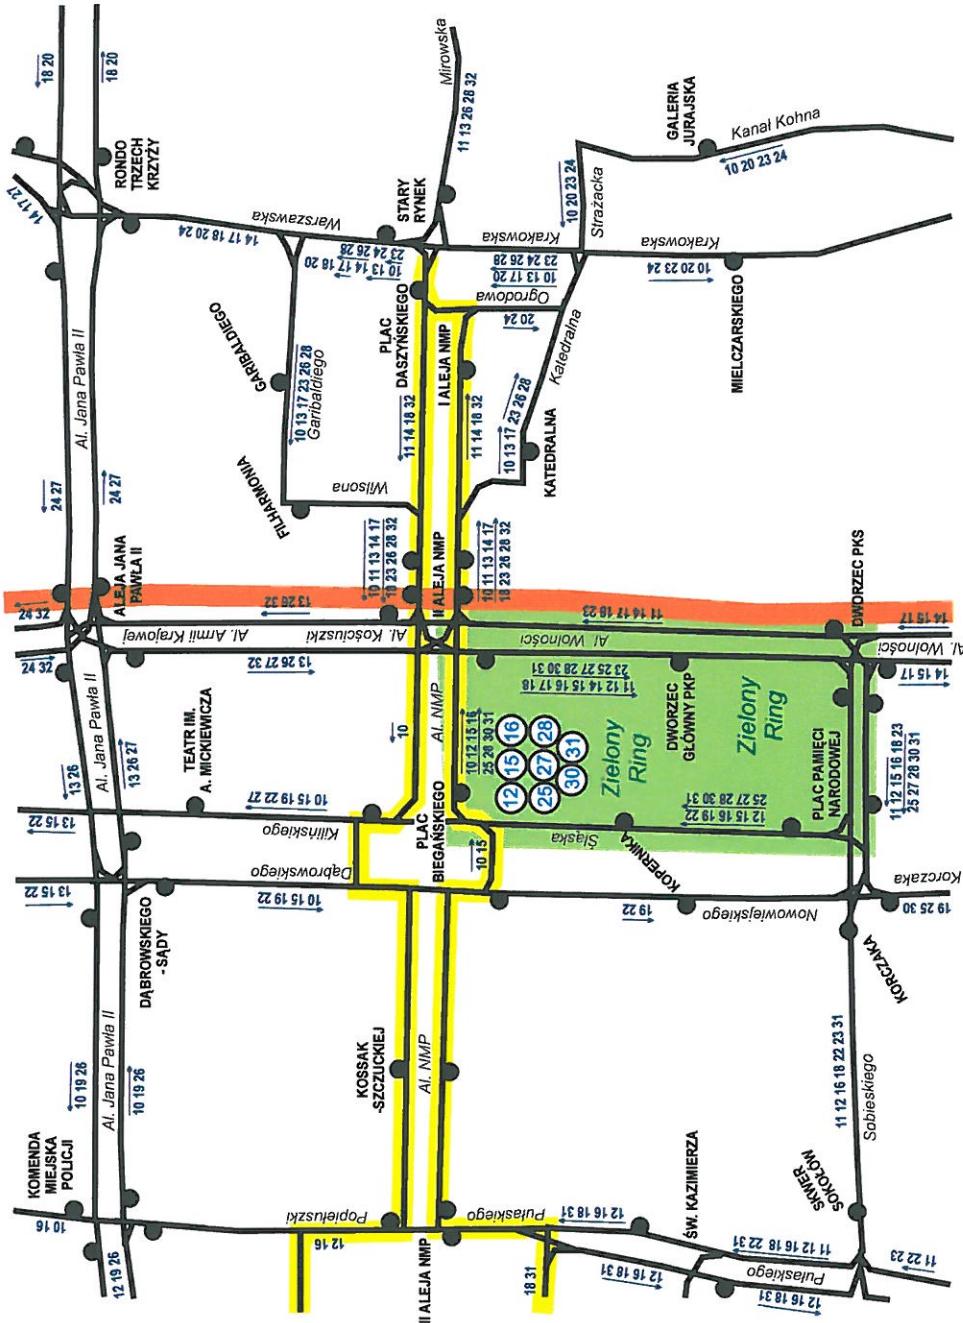 18 20
18 20
14 17 27
RONDO
TRZECH
KRZYŻY
Mirowska
11 13 26 28 32
GALERIA
JURAJSKA
Kanał Kohna
10 20 23 24
STARY
RYNEK
Warszawska
14 17 18 20 24
10 20 23 24
Strażacka
Krakowska
10 13 17 20
23 24 26 28
Krakowska
10 20 23 24
MIELCZARSKIEGO
10 13 14 17 18 20
23 24 26 28
Ogrodowa
20 24
Katedralna
Al. Jana Pawła II
GARIBALDIEGO
10 13 17 23 26 28
Garibaldiego
PLAC
DASZYŃSKIEGO
I ALEJA NMP
11 14 18 32
11 14 18 32
10 13 17 23 26 28
KATEDRALNA
FILHARMONIA
Wilsona
24 27
24 27
10 11 13 14 17
18 23 26 28 32
II ALEJA NMP
10 11 13 14 17
18 23 26 28 32
DWORZEC PKS
ALEJA JANA
PAWŁA II
24 32
13 26 32
11 14 17 18 23
14 15 17
Al. Armii Krajowej
Al. Kościuszki
Al. Wolności
Al. Wolności
24 32
13 26 27 32
11 12 14 15 16 17 18
23 25 27 28 30 31
14 15 17
13 26
Al. Jana Pawła II
13 26 27
TEATR IM.
A. MICKIEWICZA
10
Al. NMP
10 12 15 16
25 28 30 31
12
15
16
25
27
28
30
31
Zielony
Ring
DWORZEC
GŁÓWNY PKP
Zielony
Ring
PLAC PAMIĘCI
NARODOWEJ
11 12 15 16 18 23
25 27 28 30 31
13 15 22
10 15 19 22 27
Kilińskiego
PLAC
BIEGAŃSKIEGO
Śląska
KOPERNIKA
12 15 16 19 22
25 27 28 30 31
13 15 22
10 15 19 22
Dąbrowskiego
10 15
19 22
Nowowiejskiego
Korczaka
19 25 30
DĄBROWSKIEGO
-SĄDY
KORCZAKA
10 19 26
Al. Jana Pawła II
10 19 26
KOSSAK
-SZCZUCKIEJ
Al. NMP
11 12 16 18 22 23 31
Sobieskiego
KOMENDA
MIEJSKA
POLICJI
10 16
12 19 26
Popiełuszki
12 16
III ALEJA NMP
Pułaskiego
18 31
12 16 18 31
12 16 18 31
ŚW. KAZIMIERZA
11 12 16 18 22 31
Pułaskiego
12 16 18 31
SKWER
SOKOŁÓW
11 22 23